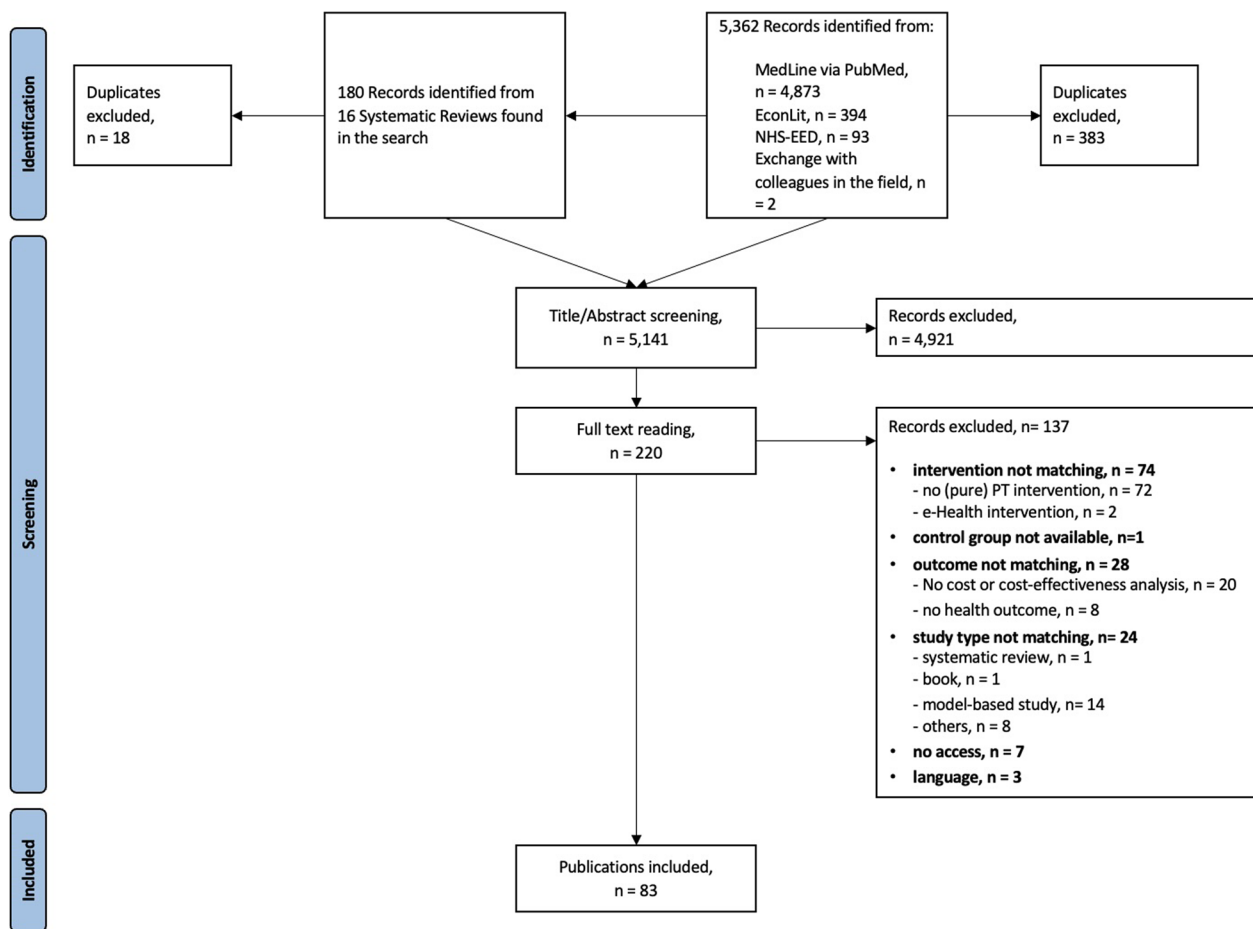 Identification
Duplicates
excluded,
n = 18
180 Records identified from
16 Systematic Reviews found
in the search
5,362 Records identified from:
MedLine via PubMed,
n = 4,873
EconLit, n = 394
NHS-EED, n = 93
Exchange with
colleagues in the field, n
= 2
Duplicates
excluded,
n = 383
Screening
Title/Abstract screening,
n = 5,141
Records excluded,
n = 4,921
Full text reading,
n = 220
Records excluded, n= 137
• intervention not matching, n = 74
- no (pure) PT intervention, n = 72
- e-Health intervention, n = 2
• control group not available, n=1
• outcome not matching, n = 28
- No cost or cost-effectiveness analysis, n = 20
- no health outcome, n = 8
• study type not matching, n= 24
- systematic review, n = 1
- book, n = 1
- model-based study, n= 14
- others, n = 8
• no access, n = 7
• language, n = 3
Included
Publications included,
n = 83